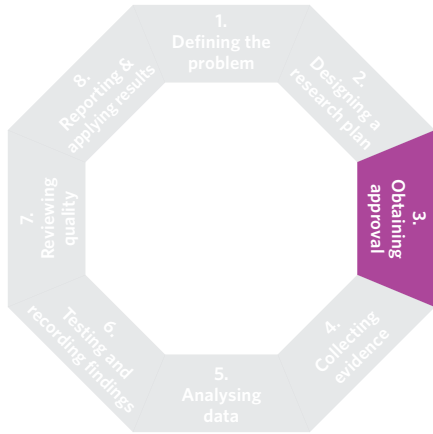 1.
Defining the
problem
2.
Designing a
research plan
3.
Obtaining
approval
4.
Collecting
evidence
5.
Analysing
data
6.
Testing and
recording findings
7.
Reviewing
quality
8.
Reporting &
applying results